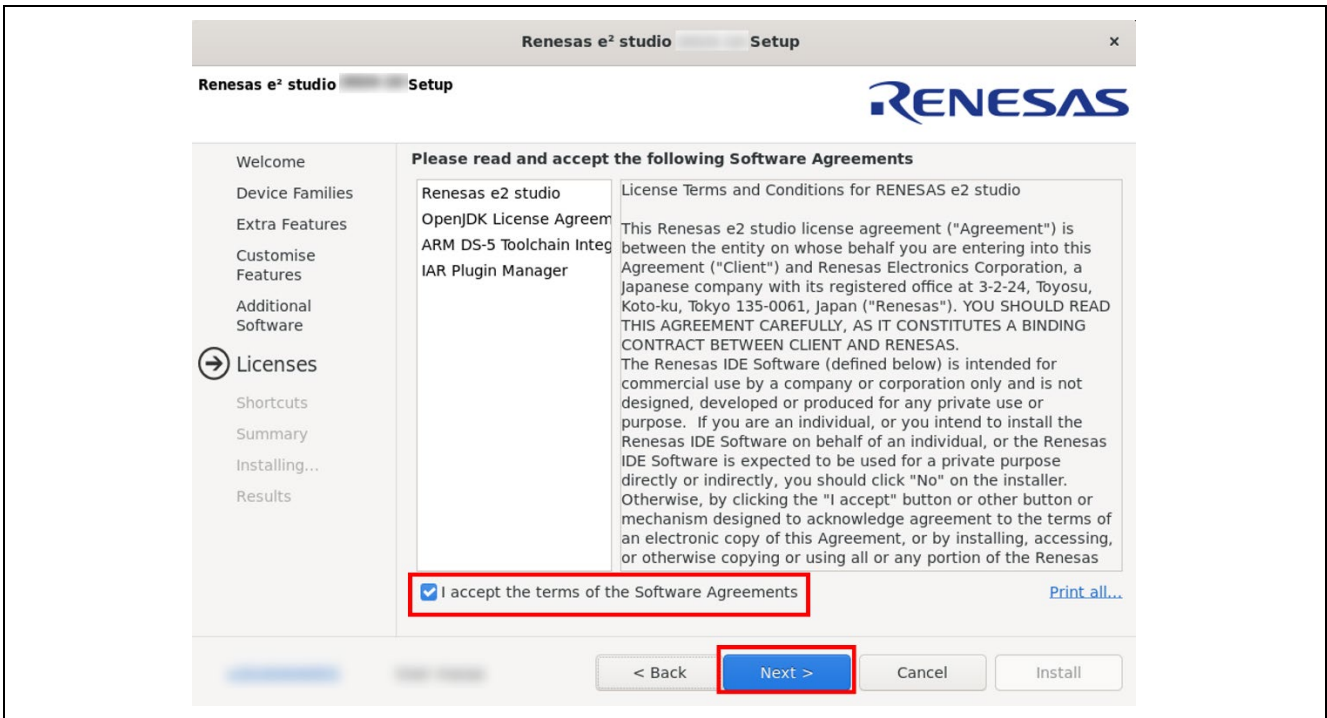 Renesas e² studio Setup
x
Renesas e² studio Setup
RENESAS
Welcome
Device Families
Extra Features
Customise
Features
Additional
Software
Licenses
Shortcuts
Summary
Installing...
Results
Please read and accept the following Software Agreements
Renesas e2 studio
OpenJDK License Agreem
ARM DS-5 Toolchain Integ
IAR Plugin Manager
License Terms and Conditions for RENESAS e2 studio
This Renesas e2 studio license agreement ("Agreement") is
between the entity on whose behalf you are entering into this
Agreement ("Client") and Renesas Electronics Corporation, a
Japanese company with its registered office at 3-2-24, Toyosu,
Koto-ku, Tokyo 135-0061, Japan ("Renesas"). YOU SHOULD READ
THIS AGREEMENT CAREFULLY, AS IT CONSTITUTES A BINDING
CONTRACT BETWEEN CLIENT AND RENESAS.
The Renesas IDE Software (defined below) is intended for
commercial use by a company or corporation only and is not
designed, developed or produced for any private use or
purpose.  If you are an individual, or you intend to install the
Renesas IDE Software on behalf of an individual, or the Renesas
IDE Software is expected to be used for a private purpose
directly or indirectly, you should click "No" on the installer.
Otherwise, by clicking the "I accept" button or other button or
mechanism designed to acknowledge agreement to the terms of
an electronic copy of this Agreement, or by installing, accessing,
or otherwise copying or using all or any portion of the Renesas
I accept the terms of the Software Agreements
Print all...
< Back
Next >
Cancel
Install